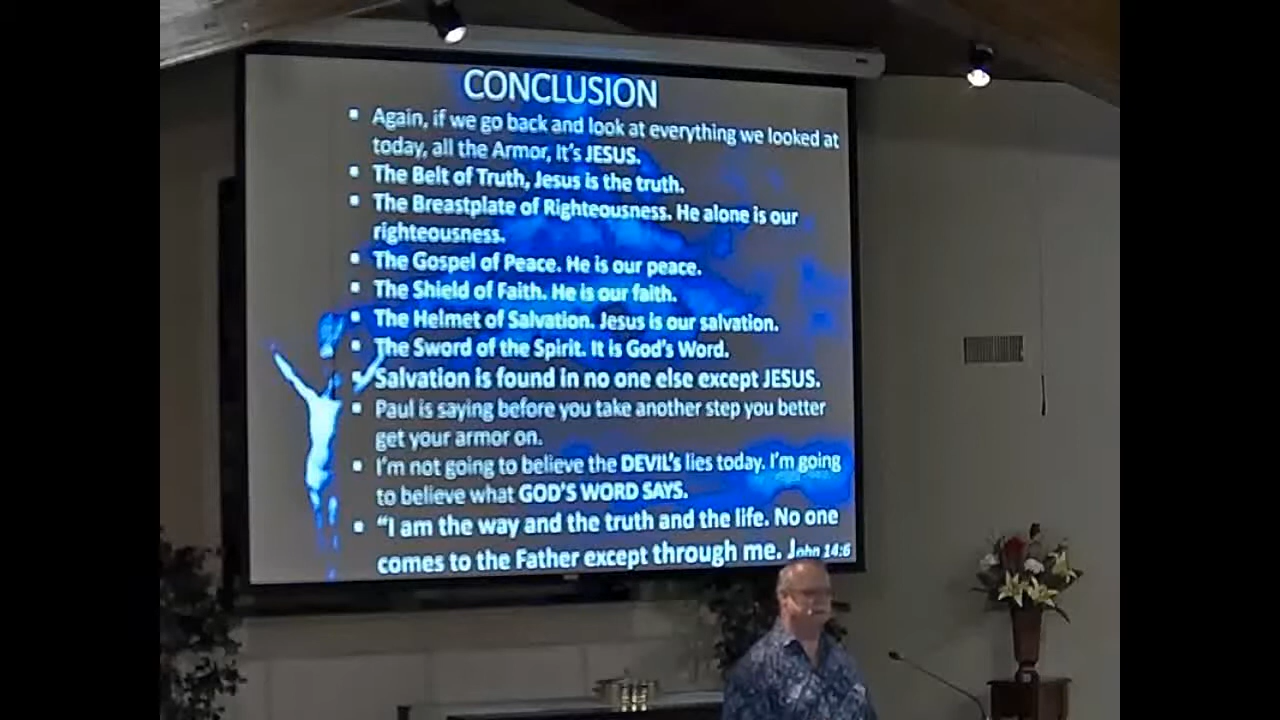 CONCLUSION
▪ Again, if we go back and look at everything we looked at
today, all the Armor, It's JESUS.
▪ The Belt of Truth, Jesus is the truth.
▪ The Breastplate of Righteousness. He alone is our
righteousness.
▪ The Gospel of Peace. He is our peace.
▪ The Shield of Faith. He is our faith.
▪ The Helmet of Salvation. Jesus is our salvation.
▪ The Sword of the Spirit. It is God's Word.
▪ Salvation is found in no one else except JESUS.
▪ Paul is saying before you take another step you better
get your armor on.
▪ I'm not going to believe the DEVIL's lies today. I'm going
to believe what GOD'S WORD SAYS.
▪ “I am the way and the truth and the life. No one
comes to the Father except through me. John 14:6